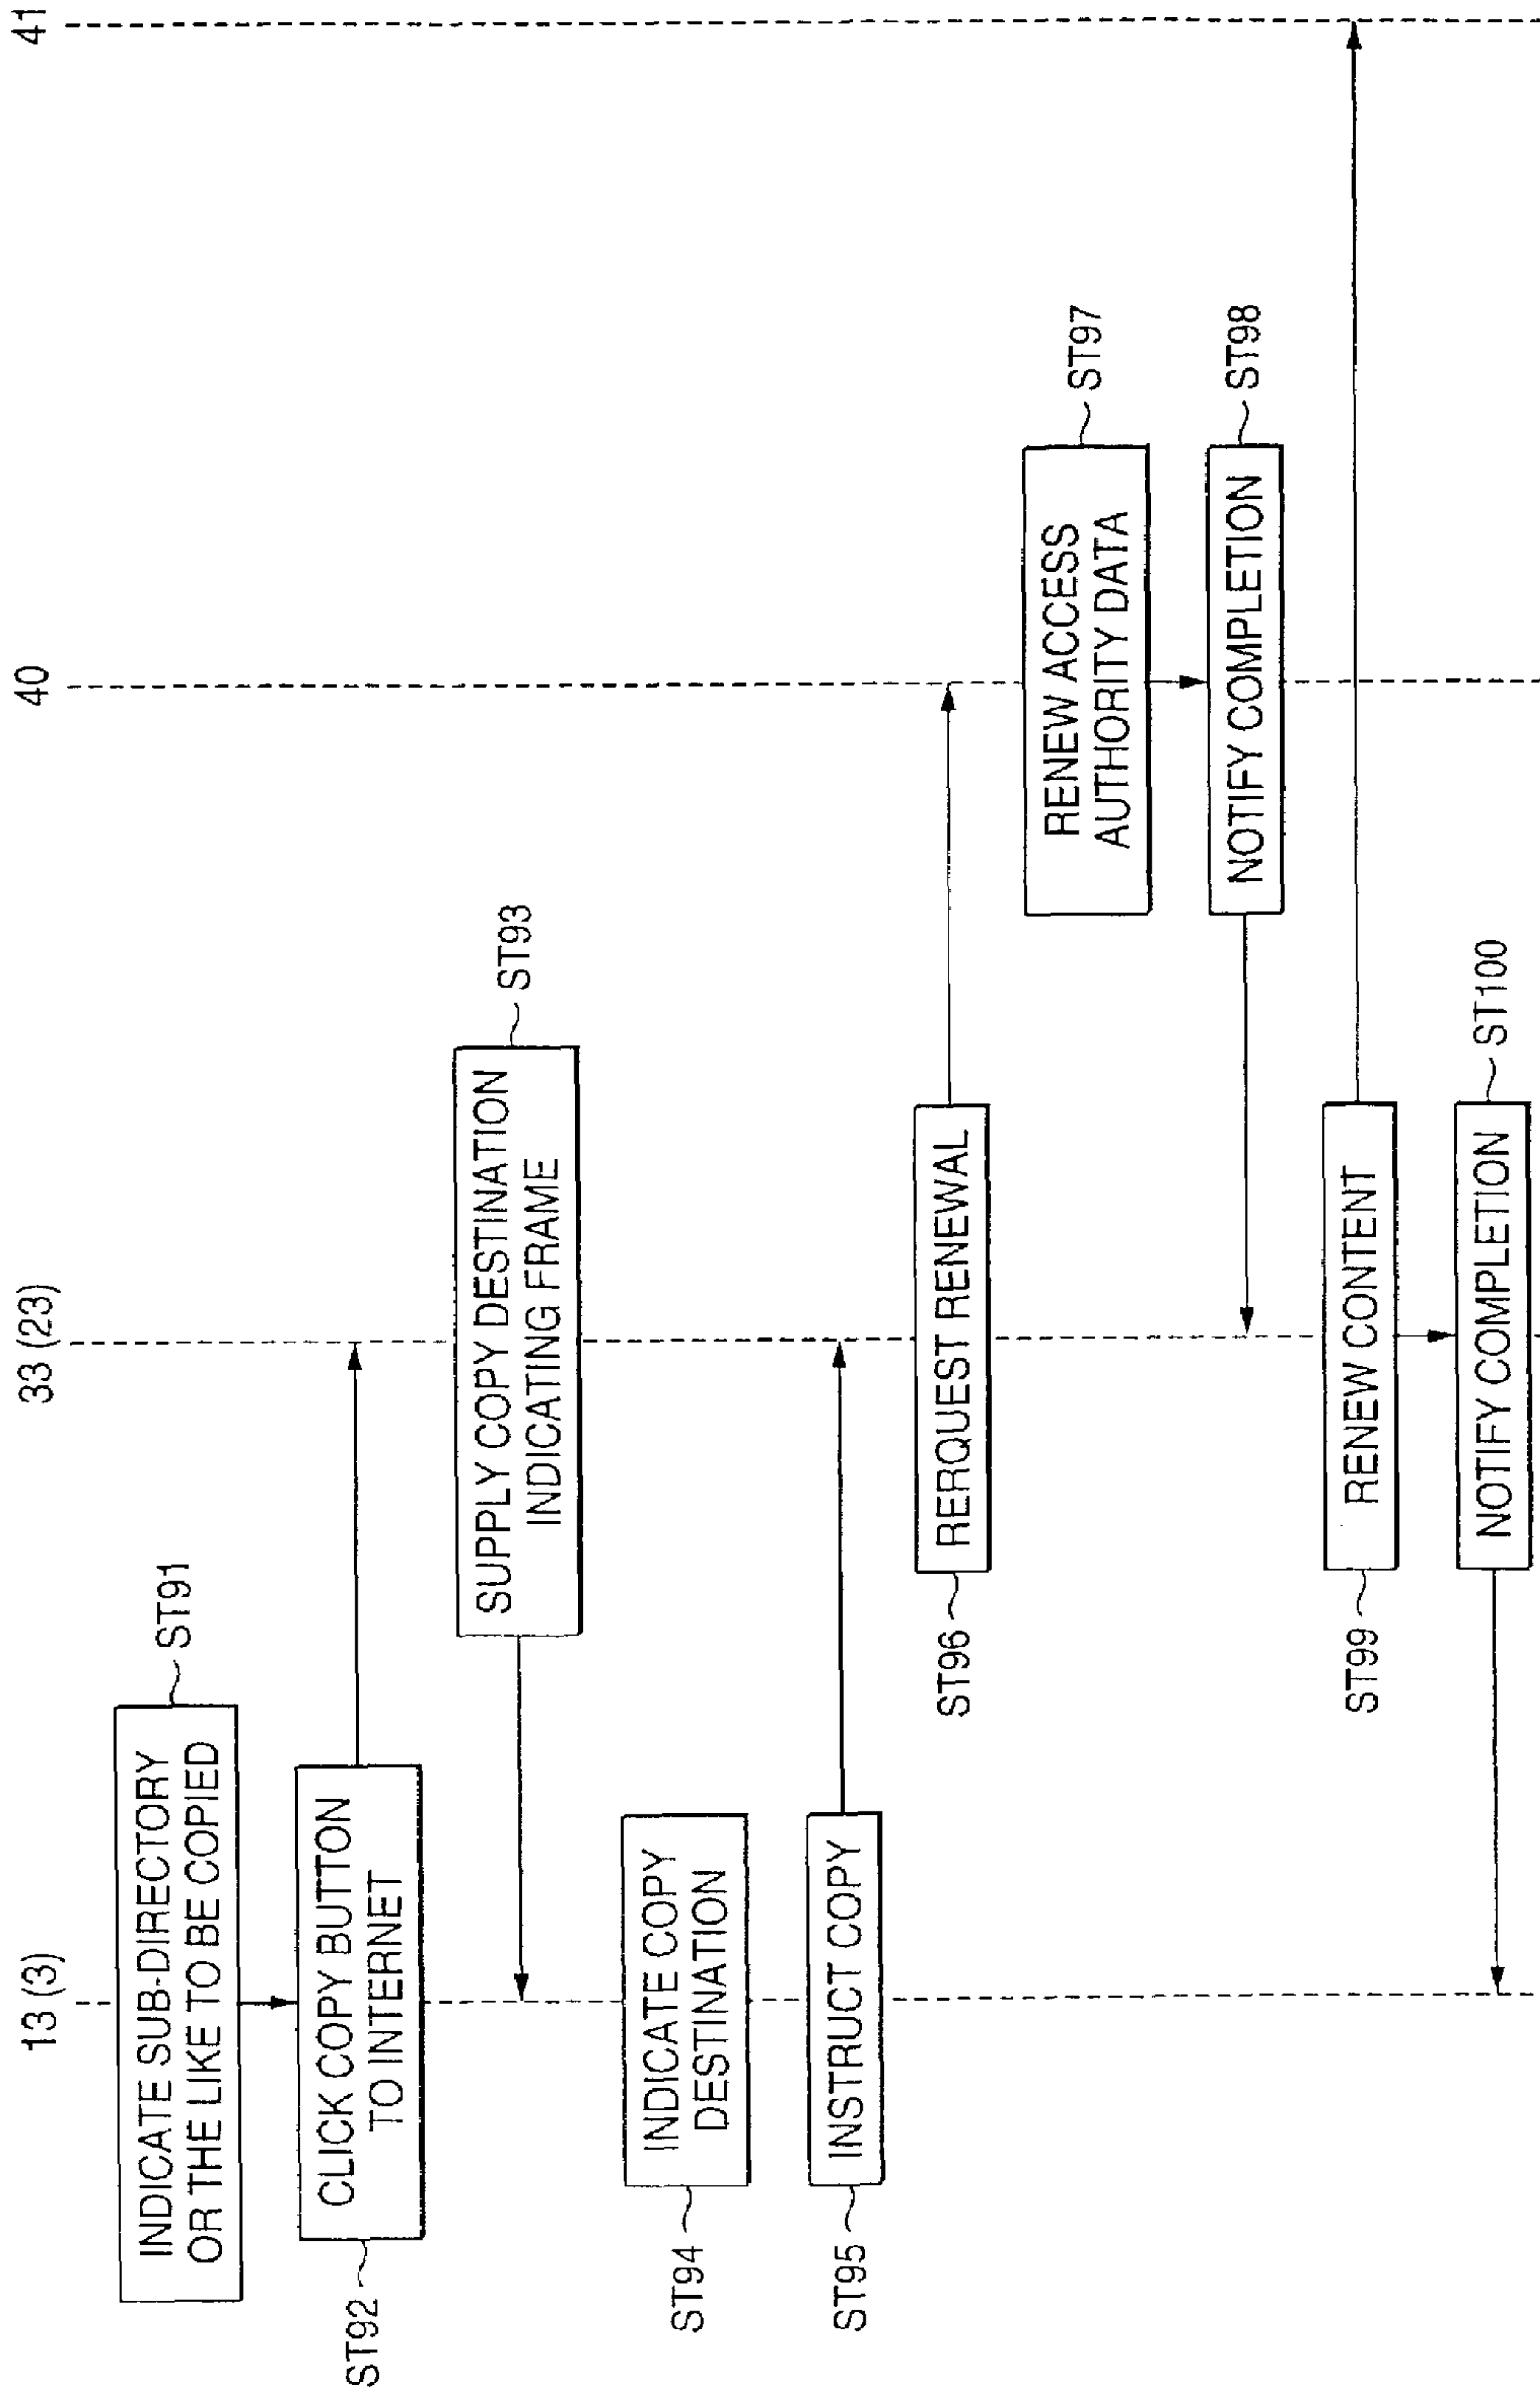 13 (3)
33 (23)
40
41
INDICATE SUB-DIRECTORY
OR THE LIKE TO BE COPIED
ST91
CLICK COPY BUTTON
TO INTERNET
ST92
SUPPLY COPY DESTINATION
INDICATING FRAME
ST93
INDICATE COPY
DESTINATION
ST94
INSTRUCT COPY
ST95
RERQUEST RENEWAL
ST96
RENEW ACCESS
AUTHORITY DATA
ST97
NOTIFY COMPLETION
ST98
RENEW CONTENT
ST99
NOTIFY COMPLETION
ST100